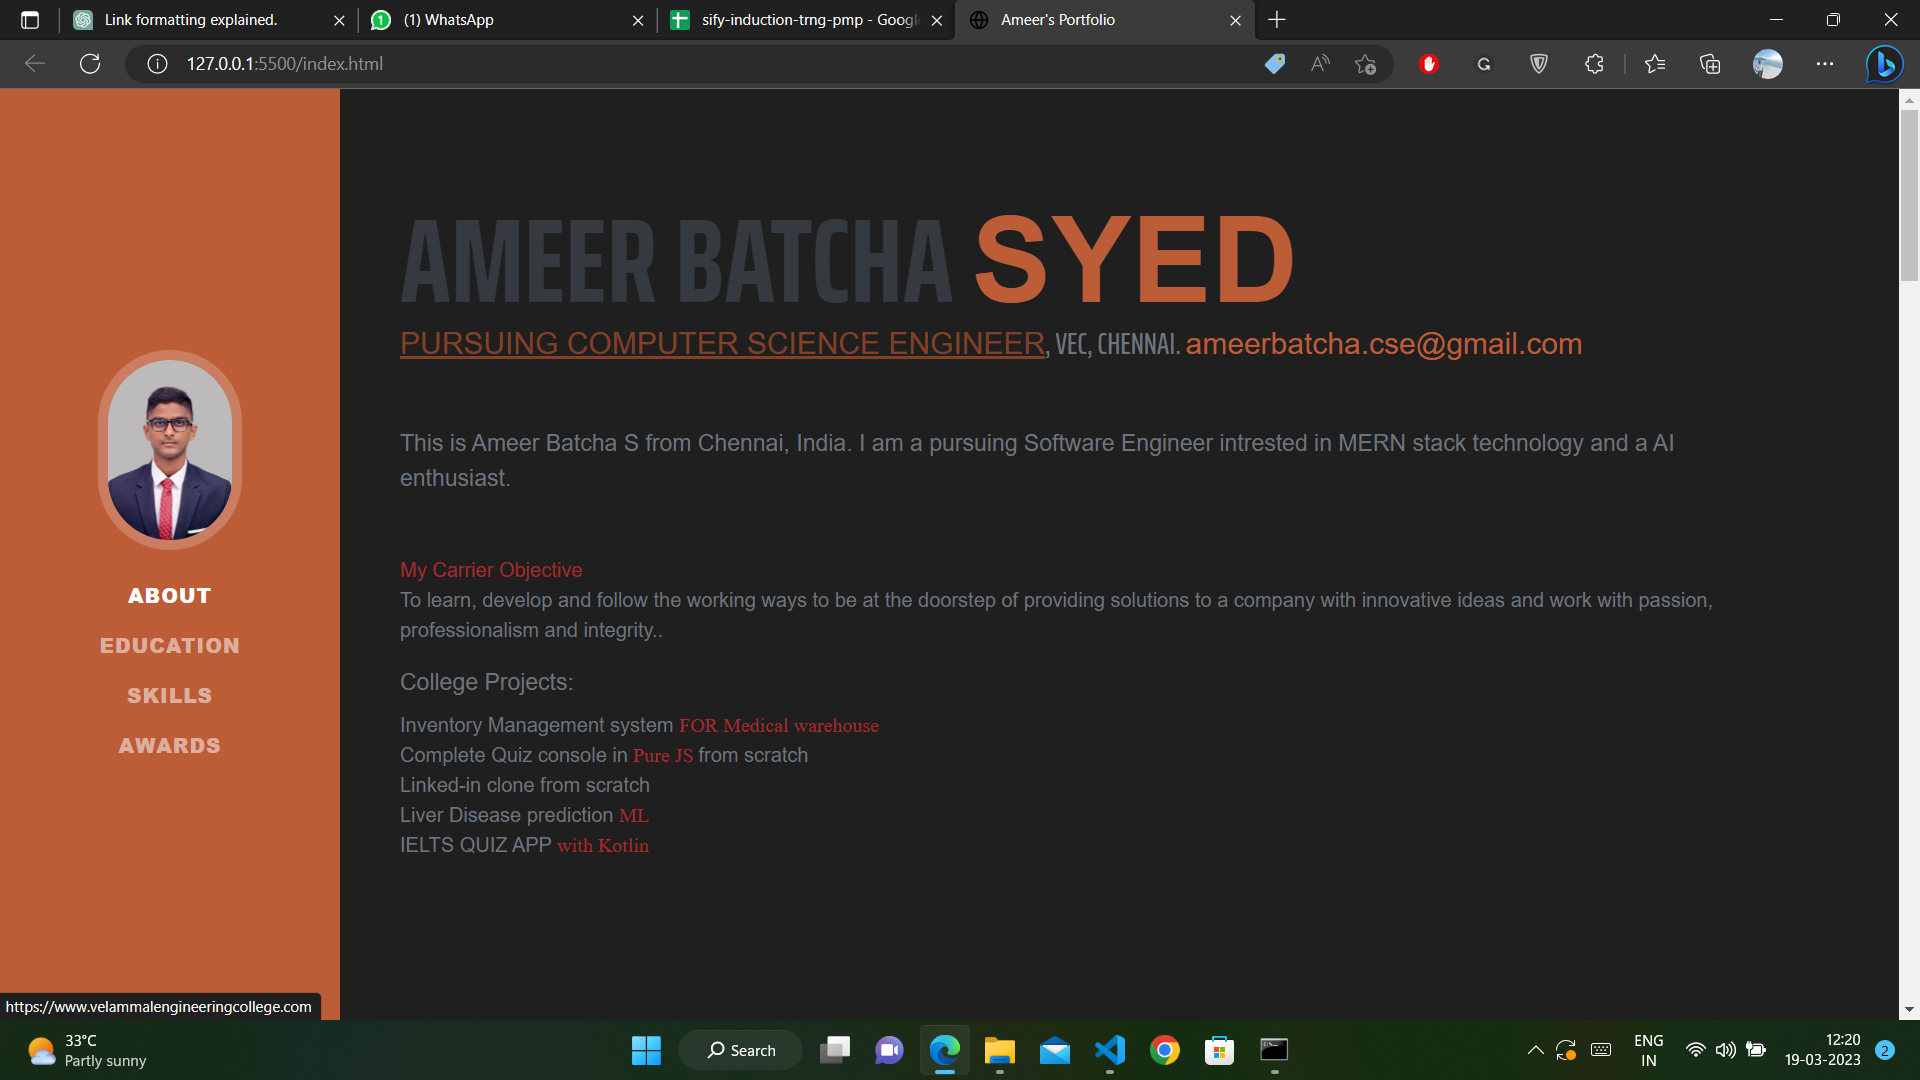 Link formatting explained.
(1) WhatsApp
sify-induction-trng-pmp - Googl
Ameer's Portfolio
127.0.0.1:5500/index.html
AMEER BATCHA SYED
PURSUING COMPUTER SCIENCE ENGINEER, VEC, CHENNAI. ameerbatcha.cse@gmail.com
This is Ameer Batcha S from Chennai, India. I am a pursuing Software Engineer intrested in MERN stack technology and a AI
enthusiast.
My Carrier Objective
To learn, develop and follow the working ways to be at the doorstep of providing solutions to a company with innovative ideas and work with passion,
professionalism and integrity..
College Projects:
Inventory Management system FOR Medical warehouse
Complete Quiz console in Pure JS from scratch
Linked-in clone from scratch
Liver Disease prediction ML
IELTS QUIZ APP with Kotlin
ABOUT
EDUCATION
SKILLS
AWARDS
https://www.velammalengineeringcollege.com
33°C
Partly sunny
Search
ENG
IN
12:20
19-03-2023
2